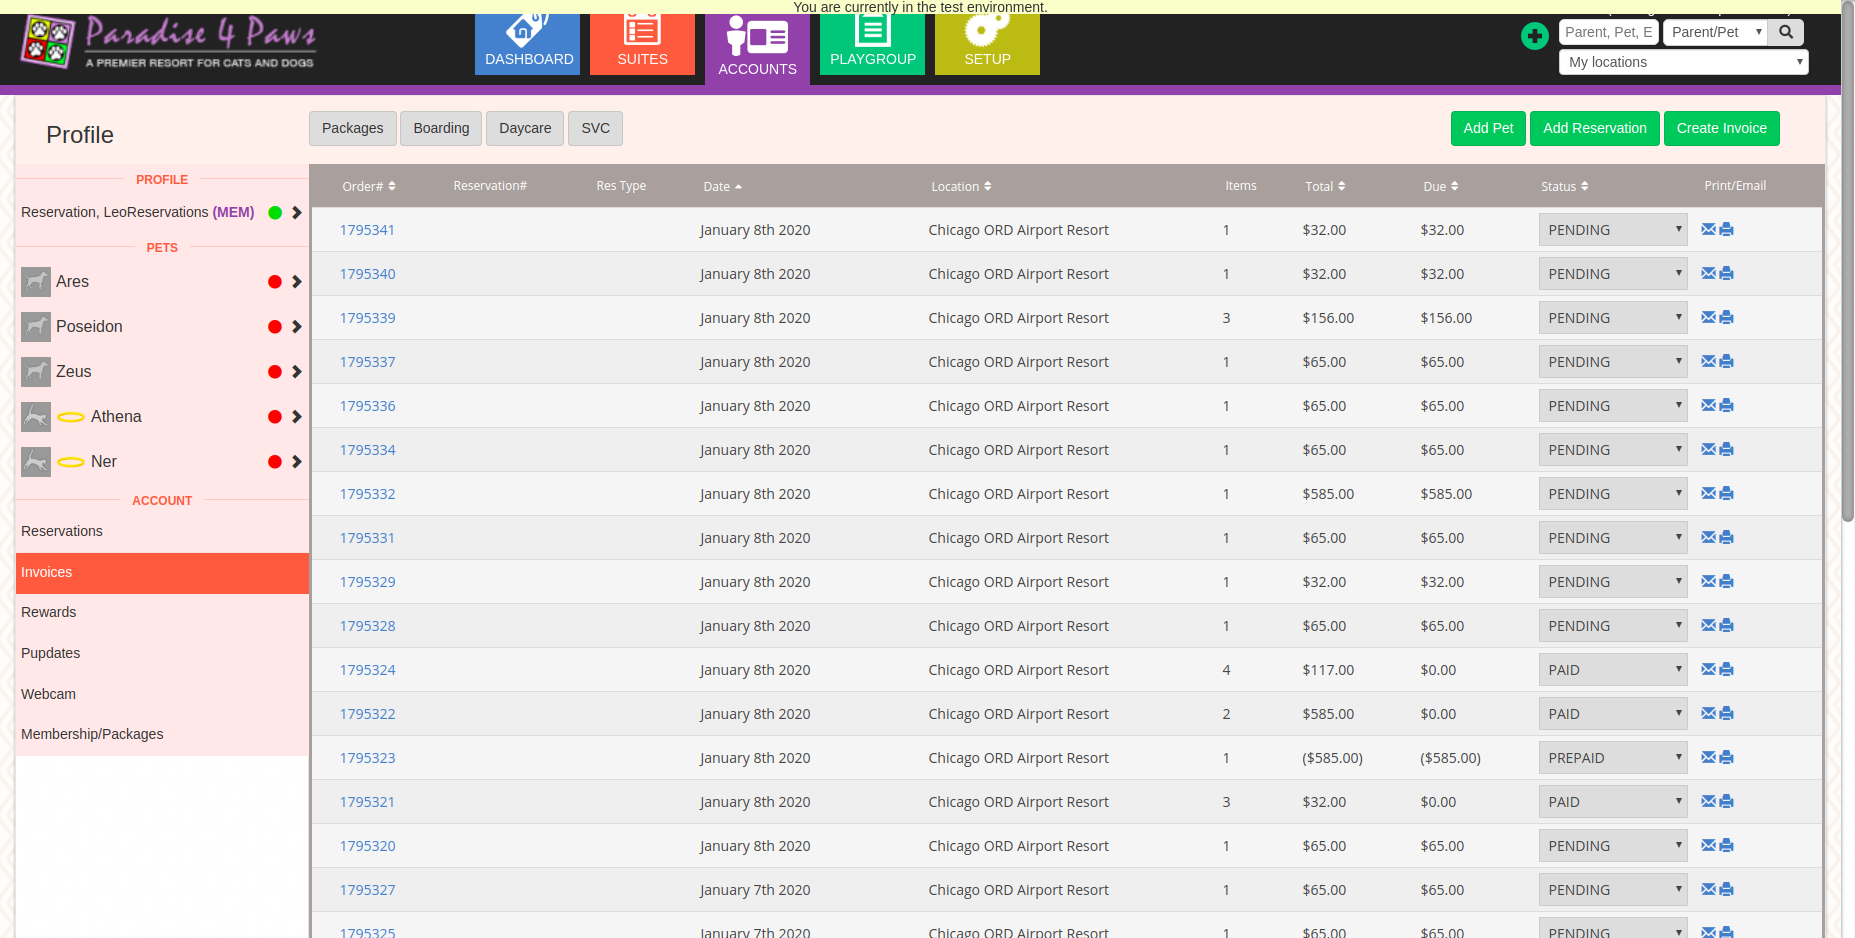 You are currently in the test environment.
Paradise 4 Paws
A PREMIER RESORT FOR CATS AND DOGS
DASHBOARD
SUITES
ACCOUNTS
PLAYGROUP
SETUP
Parent, Pet, E
Parent/Pet
My locations
Profile
Packages
Boarding
Daycare
SVC
Add Pet
Add Reservation
Create Invoice
PROFILE
Reservation, LeoReservations (MEM)
PETS
Ares
Poseidon
Zeus
Athena
Ner
ACCOUNT
Reservations
Invoices
Rewards
Pupdates
Webcam
Membership/Packages
Order# Reservation# Res Type Date Location Items Total Due Status Print/Email
1795341 January 8th 2020 Chicago ORD Airport Resort 1 $32.00 $32.00 PENDING
1795340 January 8th 2020 Chicago ORD Airport Resort 1 $32.00 $32.00 PENDING
1795339 January 8th 2020 Chicago ORD Airport Resort 3 $156.00 $156.00 PENDING
1795337 January 8th 2020 Chicago ORD Airport Resort 1 $65.00 $65.00 PENDING
1795336 January 8th 2020 Chicago ORD Airport Resort 1 $65.00 $65.00 PENDING
1795334 January 8th 2020 Chicago ORD Airport Resort 1 $65.00 $65.00 PENDING
1795332 January 8th 2020 Chicago ORD Airport Resort 1 $585.00 $585.00 PENDING
1795331 January 8th 2020 Chicago ORD Airport Resort 1 $65.00 $65.00 PENDING
1795329 January 8th 2020 Chicago ORD Airport Resort 1 $32.00 $32.00 PENDING
1795328 January 8th 2020 Chicago ORD Airport Resort 1 $65.00 $65.00 PENDING
1795324 January 8th 2020 Chicago ORD Airport Resort 4 $117.00 $0.00 PAID
1795322 January 8th 2020 Chicago ORD Airport Resort 2 $585.00 $0.00 PAID
1795323 January 8th 2020 Chicago ORD Airport Resort 1 ($585.00) ($585.00) PREPAID
1795321 January 8th 2020 Chicago ORD Airport Resort 3 $32.00 $0.00 PAID
1795320 January 8th 2020 Chicago ORD Airport Resort 1 $65.00 $65.00 PENDING
1795327 January 7th 2020 Chicago ORD Airport Resort 1 $65.00 $65.00 PENDING
1795325 January 7th 2020 Chicago ORD Airport Resort 1 $65.00 $65.00 PENDING